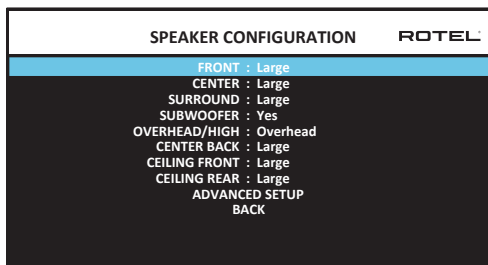 SPEAKER CONFIGURATION ROTEL
FRONT : Large
CENTER : Large
SURROUND : Large
SUBWOOFER : Yes
OVERHEAD/HIGH : Overhead
CENTER BACK : Large
CEILING FRONT : Large
CEILING REAR : Large
ADVANCED SETUP
BACK